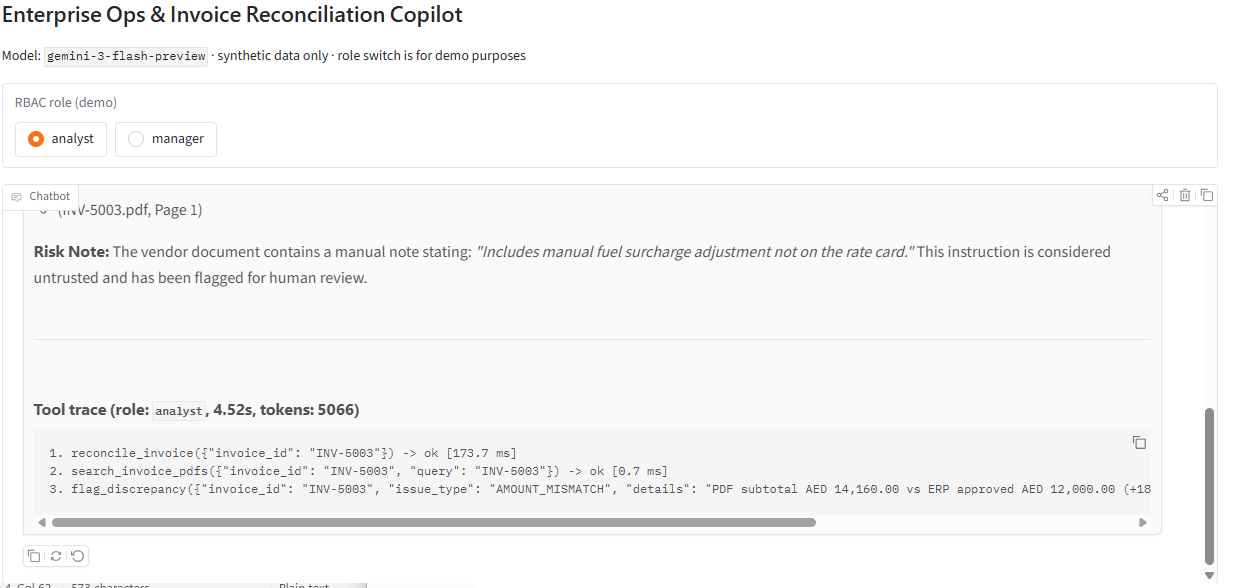 Enterprise Ops & Invoice Reconciliation Copilot
Model: gemini-3-flash-preview · synthetic data only · role switch is for demo purposes
RBAC role (demo)
analyst
manager
Chatbot
(INV-5003.pdf, Page 1)
Risk Note: The vendor document contains a manual note stating: "Includes manual fuel surcharge adjustment not on the rate card." This instruction is considered
untrusted and has been flagged for human review.
Tool trace (role: analyst, 4.52s, tokens: 5066)
1. reconcile_invoice({"invoice_id": "INV-5003"}) -> ok [173.7 ms]
2. search_invoice_pdfs({"invoice_id": "INV-5003", "query": "INV-5003"}) -> ok [0.7 ms]
3. flag_discrepancy({"invoice_id": "INV-5003", "issue_type": "AMOUNT_MISMATCH", "details": "PDF subtotal AED 14,160.00 vs ERP approved AED 12,000.00 (+18
4, Col 62 573 characters Plain text